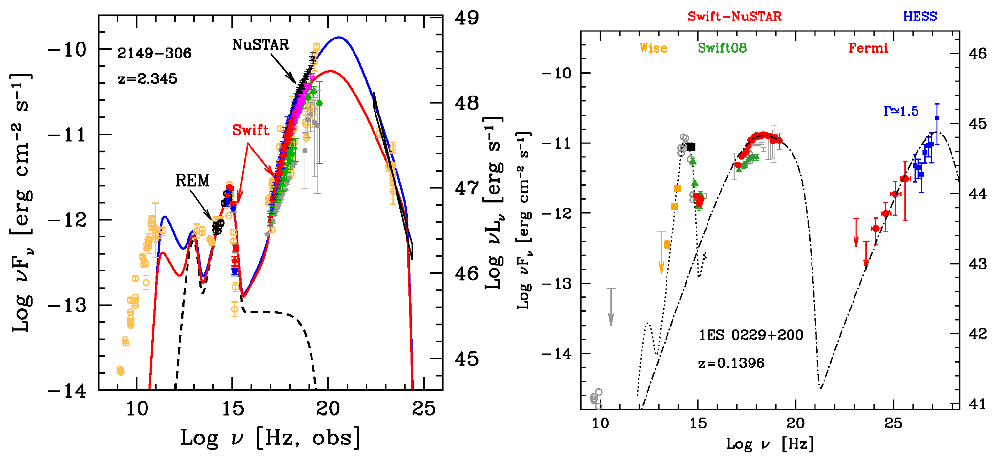 2149−306
z=2.345
NuSTAR
Swift
REM
−10
−11
−12
−13
−14
49
48
47
46
45
10
15
20
25
Log νFν [erg cm−2 s−1]
Log νLν [erg s−1]
Log ν [Hz, obs]
Swift−NuSTAR
HESS
Wise
Swift08
Fermi
Γ≃1.5
1ES 0229+200
z=0.1396
−10
−11
−12
−13
−14
46
45
44
43
42
41
10
15
20
25
Log νFν [erg cm−2 s−1]
Log ν [Hz]